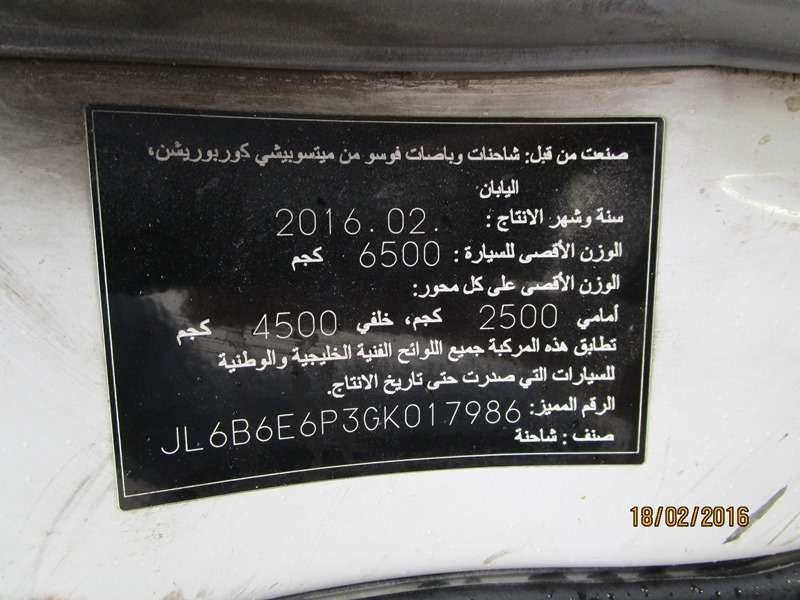 صنعت من قبل: شاحنات وباصات فوسو من ميتسوبيشي كوربوريشن،
اليابان
سنة وشهر الانتاج : 2016.02.
الوزن الأقصى للسيارة : 6500 كجم
الوزن الأقصى على كل محور:
أمامي 2500 كجم، خلفي 4500 كجم
تطابق هذه المركبة جميع اللوائح الفنية الخليجية والوطنية
للسيارات التي صدرت حتى تاريخ الانتاج.
الرقم المميز: JL6B6E6P3GK017986
صنف : شاحنة
18/02/2016